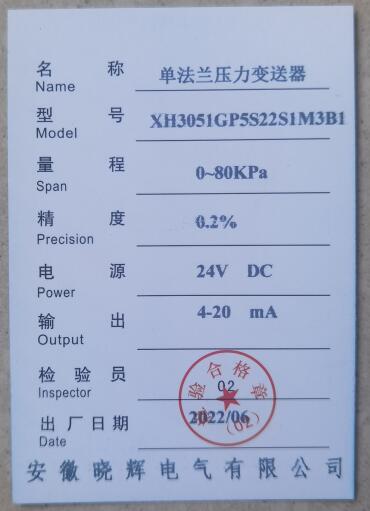 名 称 单法兰压力变送器
Name
型 号 XH3051GP5S22S1M3B1
Model
量 程 0~80KPa
Span
精 度 0.2%
Precision
电 源 24V DC
Power
输 出 4-20 mA
Output
检 验 员 02
Inspector
检验合格章
(02)
出厂日期 2022/06
Date
安徽晓辉电气有限公司